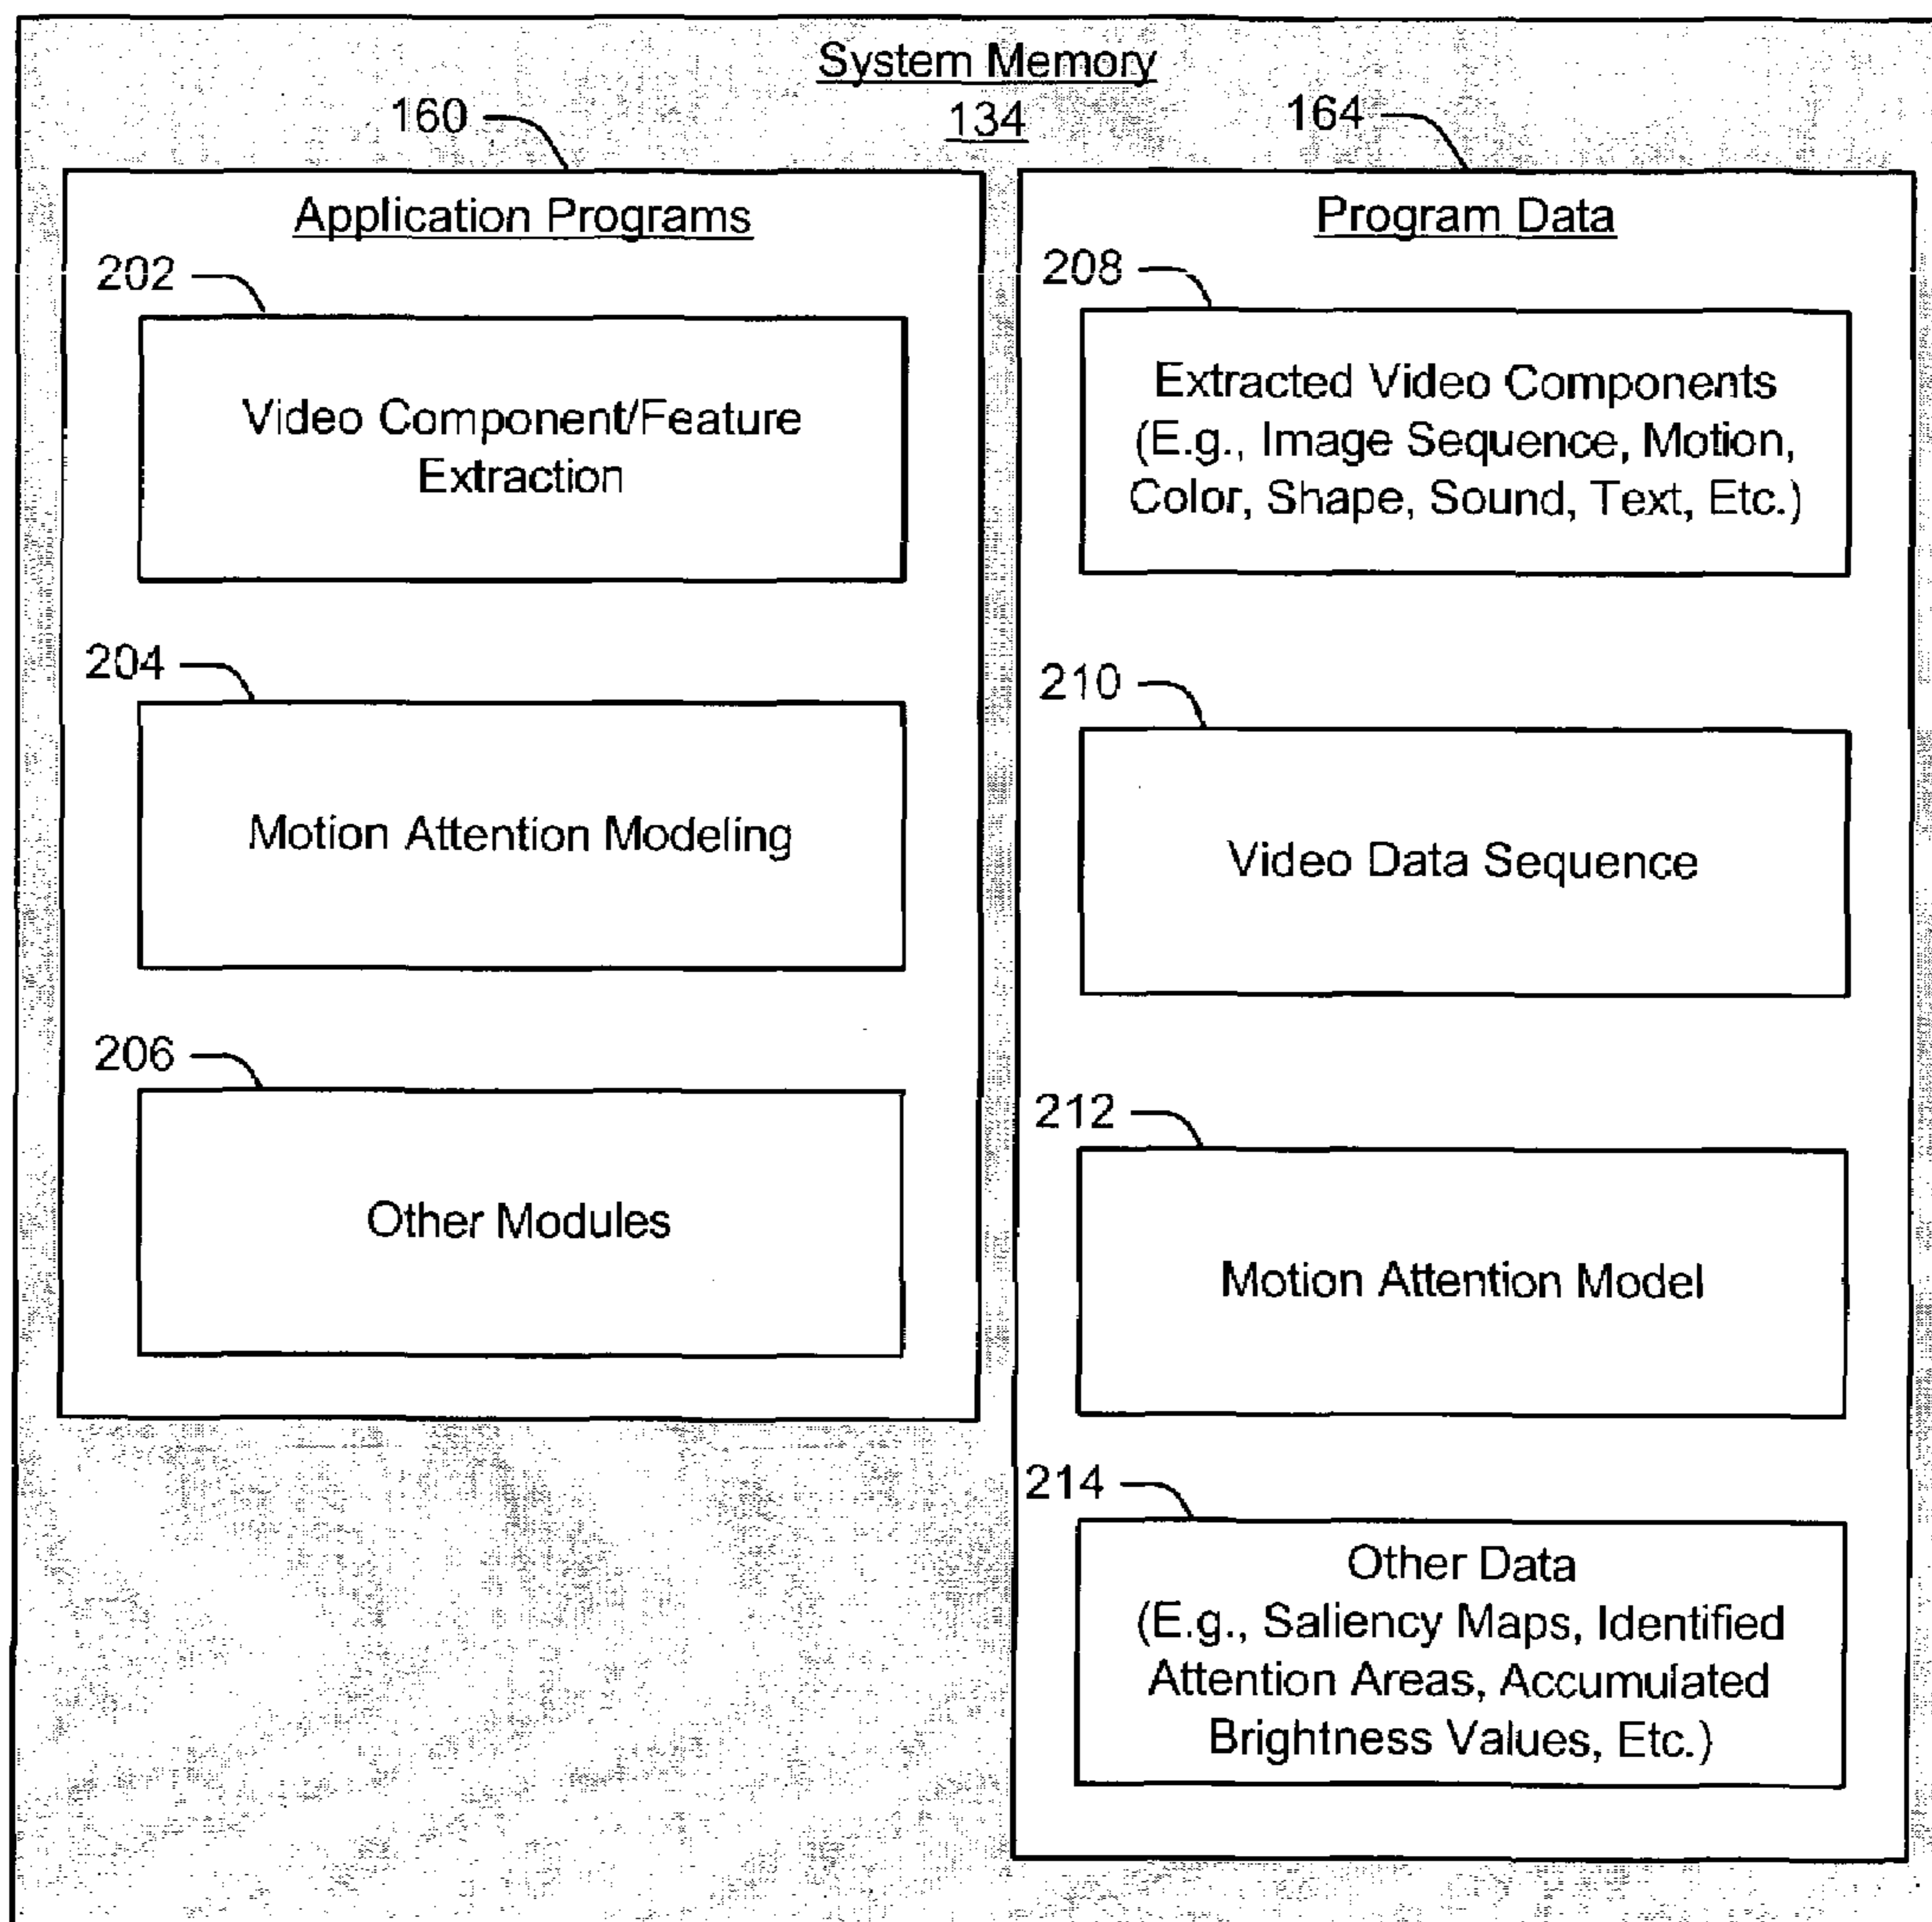 System Memory
134
160
164
Application Programs
202
Video Component/Feature
Extraction
204
Motion Attention Modeling
206
Other Modules
Program Data
208
Extracted Video Components
(E.g., Image Sequence, Motion,
Color, Shape, Sound, Text, Etc.)
210
Video Data Sequence
212
Motion Attention Model
214
Other Data
(E.g., Saliency Maps, Identified
Attention Areas, Accumulated
Brightness Values, Etc.)